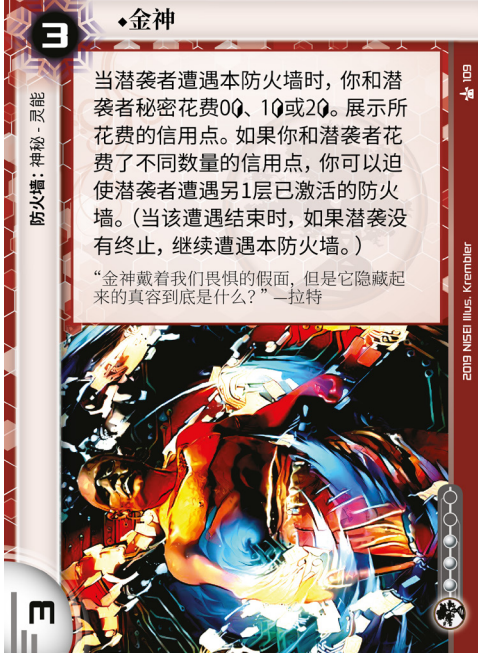 3
◆金神
当潜袭者遭遇本防火墙时，你和潜
袭者秘密花费0、1或2。展示所
花费的信用点。如果你和潜袭者花
费了不同数量的信用点，你可以迫
使潜袭者遭遇另1层已激活的防火
墙。（当该遭遇结束时，如果潜袭没
有终止，继续遭遇本防火墙。）
“金神戴着我们畏惧的假面，但是它隐藏起
来的真容到底是什么？”—拉特
防火墙：神秘 - 灵能
3
109
2019 NISEI Illus. Krembler